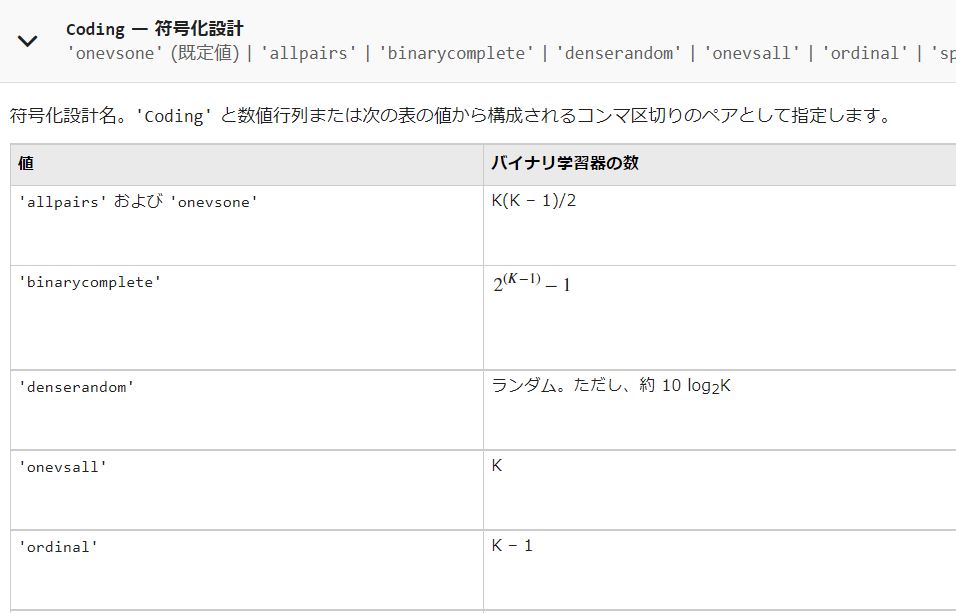 Coding — 符号化設計
'onevsone' (既定値) | 'allpairs' | 'binarycomplete' | 'denserandom' | 'onevsall' | 'ordinal' | 'sp
符号化設計名。'Coding' と数値行列または次の表の値から構成されるコンマ区切りのペアとして指定します。
値 バイナリ学習器の数
'allpairs' および 'onevsone' K(K – 1)/2
'binarycomplete' 2^(K−1) − 1
'denserandom' ランダム。ただし、約 10 log₂K
'onevsall' K
'ordinal' K – 1